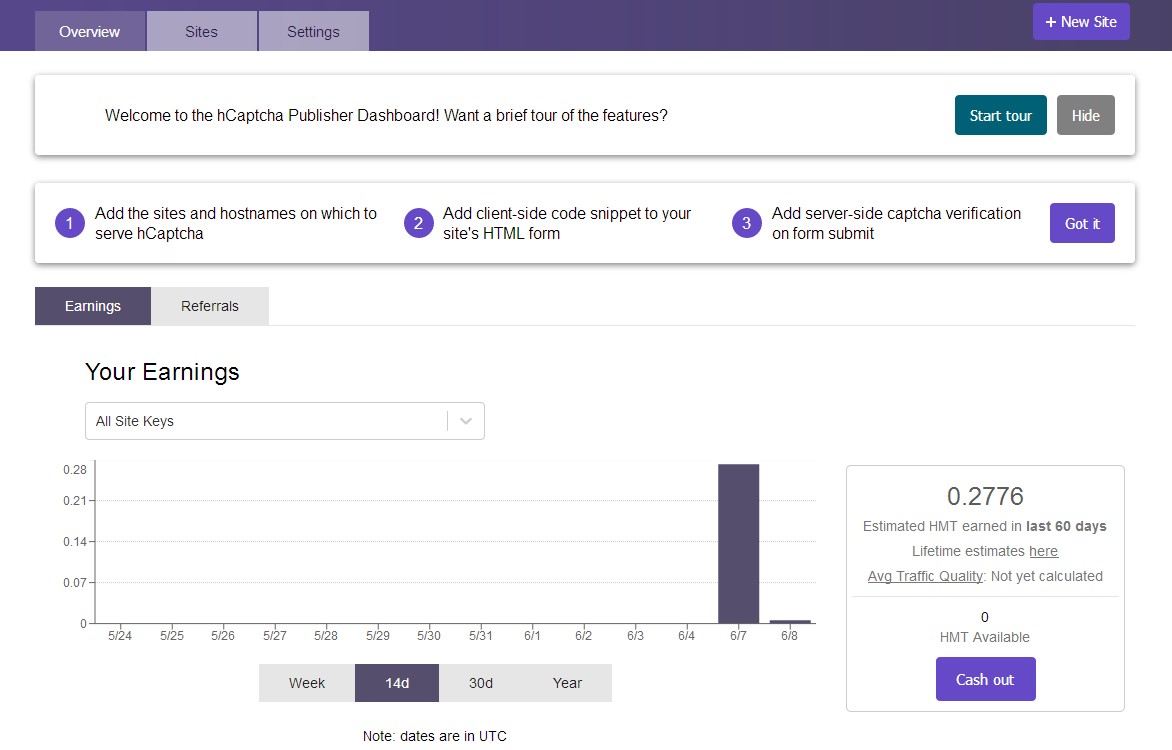 Overview
Sites
Settings
+ New Site
Welcome to the hCaptcha Publisher Dashboard! Want a brief tour of the features?
Start tour
Hide
1
Add the sites and hostnames on which to
serve hCaptcha
2
Add client-side code snippet to your
site's HTML form
3
Add server-side captcha verification
on form submit
Got it
Earnings
Referrals
Your Earnings
All Site Keys
0.28
0.21
0.14
0.07
0
5/24 5/25 5/26 5/27 5/28 5/29 5/30 5/31 6/1 6/2 6/3 6/4 6/7 6/8
Week
14d
30d
Year
Note: dates are in UTC
0.2776
Estimated HMT earned in last 60 days
Lifetime estimates here
Avg Traffic Quality: Not yet calculated
0
HMT Available
Cash out